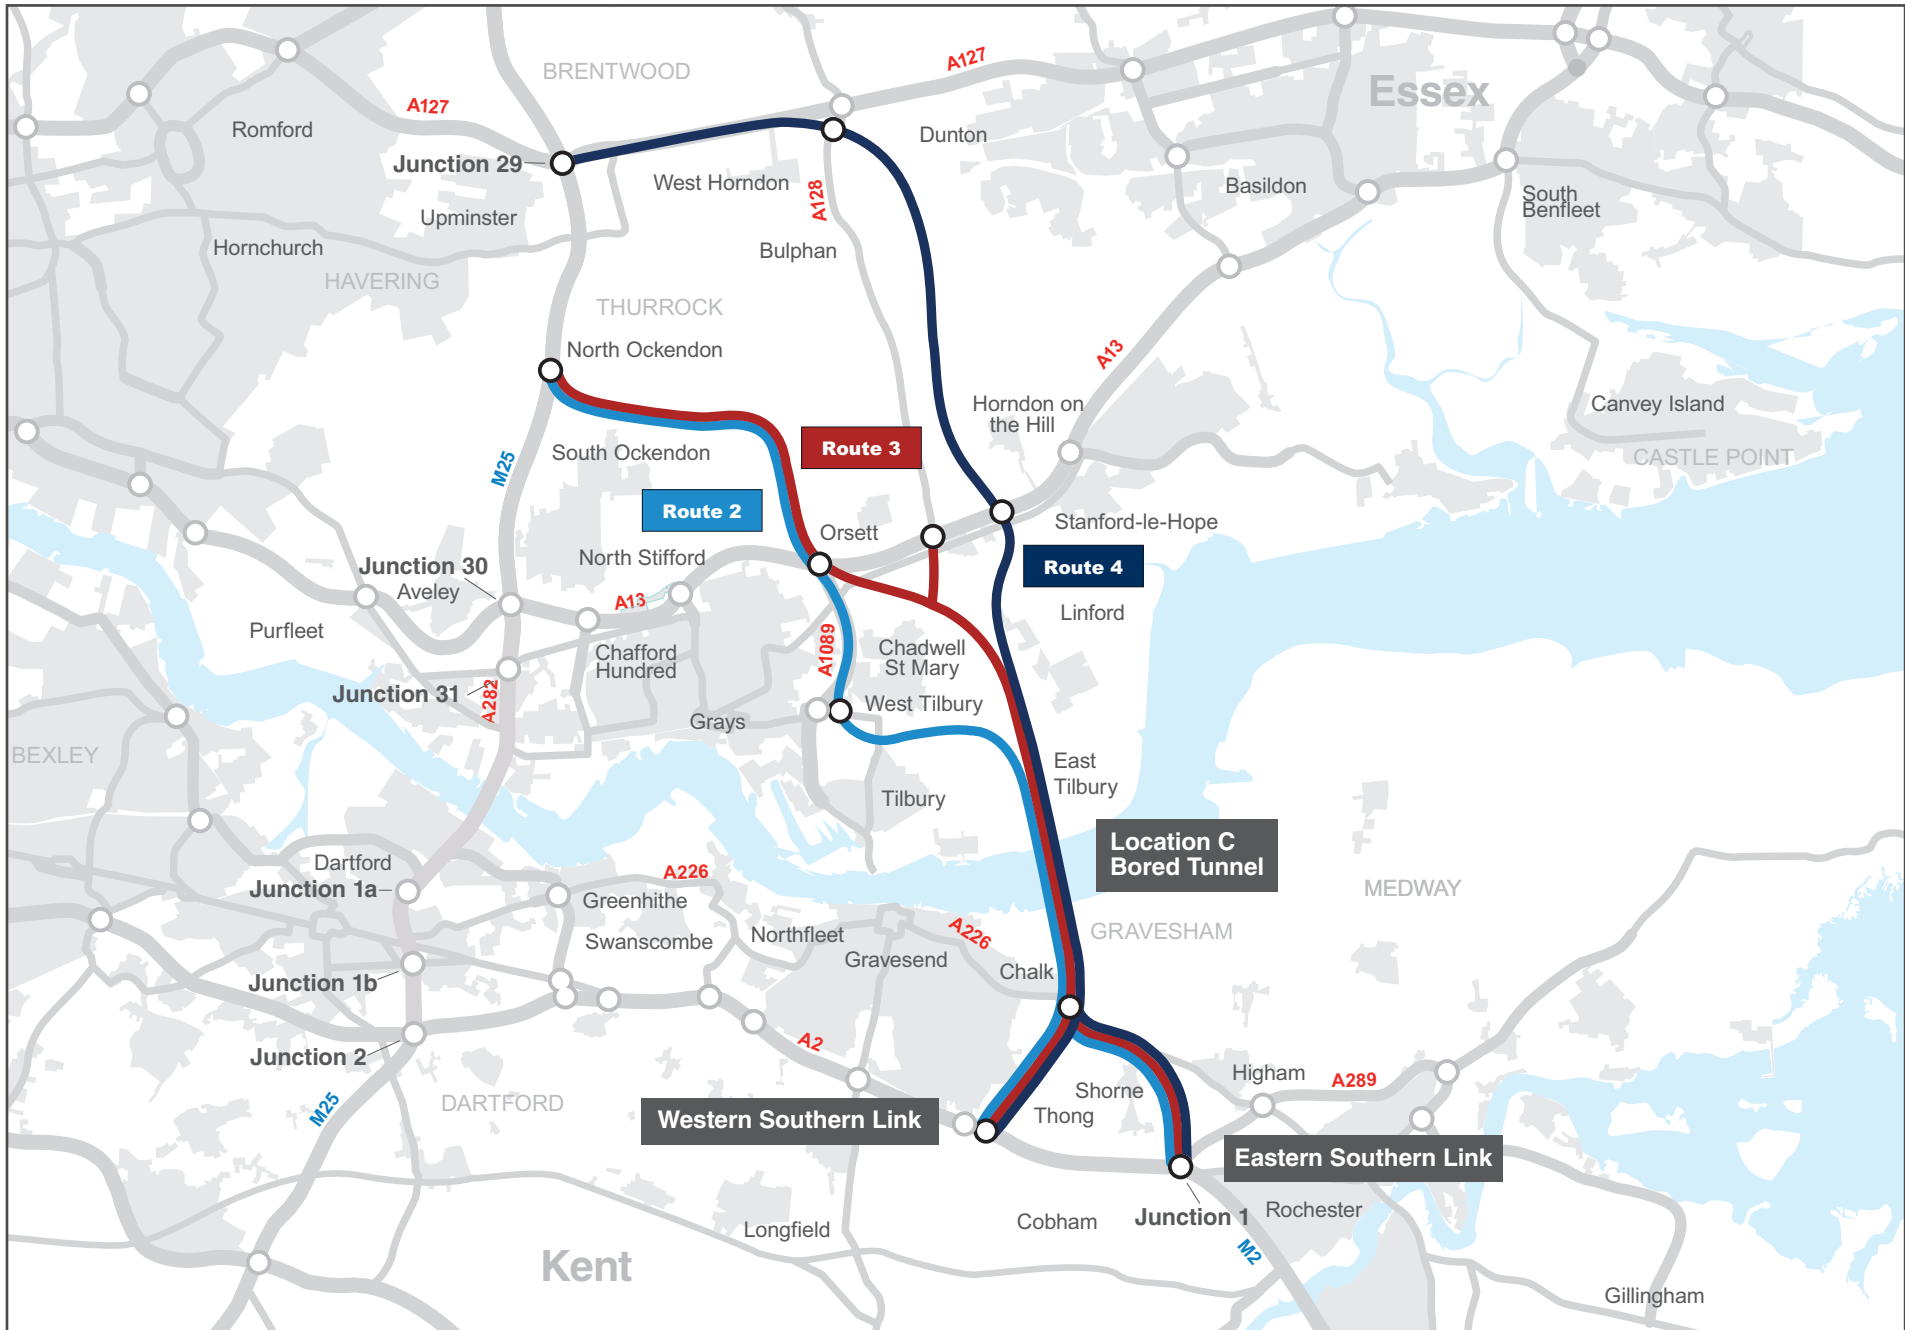 BRENTWOOD
A127
Essex
A127
Romford
Dunton
Junction 29
West Horndon
A128
Basildon
South
Benfleet
Upminster
Hornchurch
Bulphan
HAVERING
THURROCK
North Ockendon
A13
Horndon on
the Hill
Canvey Island
Route 3
South Ockendon
M25
CASTLE POINT
Route 2
Orsett
Stanford-le-Hope
North Stifford
Junction 30
Aveley
Route 4
A13
Linford
Purfleet
A1089
Chadwell
St Mary
Chafford
Hundred
Junction 31
A282
West Tilbury
Grays
BEXLEY
East
Tilbury
Tilbury
Location C
Bored Tunnel
Dartford
Junction 1a
A226
Greenhithe
MEDWAY
Swanscombe
Northfleet
A226
GRAVESHAM
Gravesend
Chalk
Junction 1b
A2
Junction 2
Higham
A289
Shorne
M25
DARTFORD
Western Southern Link
Thong
Eastern Southern Link
Cobham
Junction 1
Rochester
Longfield
M2
Kent
Gillingham